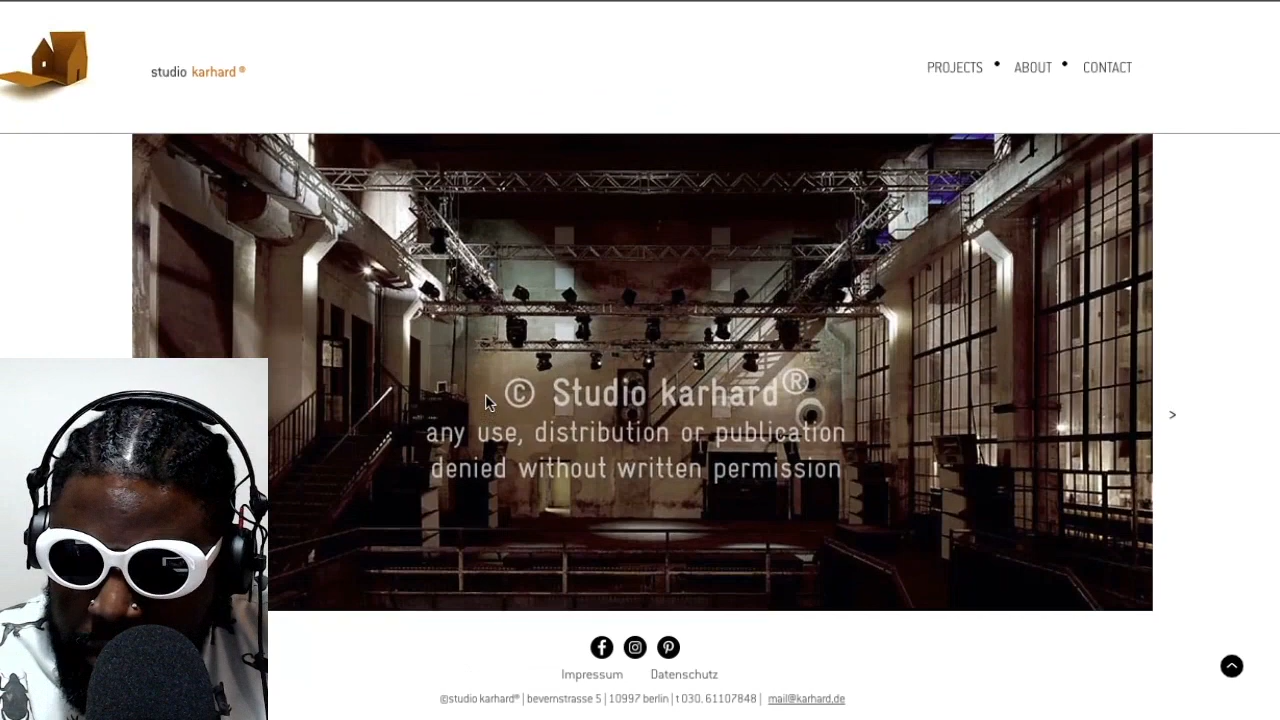 studio karhard®
PROJECTS • ABOUT • CONTACT
© Studio karhard®
any use, distribution or publication
denied without written permission
>
Impressum Datenschutz
©studio karhard® | bevernstrasse 5 | 10997 berlin | t 030. 61107848 | mail@karhard.de